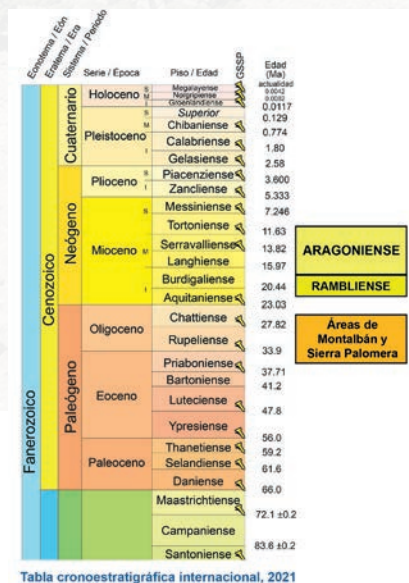 Eonotema / Eón
Eratema / Era
Sistema / Periodo
Serie / Época
Piso / Edad
GSSP
Edad
(Ma)
actualidad
Fanerozoico
Cenozoico
Cuaternario
Holoceno
S
M
I
Megalayense
Norgripiense
Groenlandiense
0.0042
0.0082
0.0117
Pleistoceno
S
M
I
Superior
0.129
Chibaniense
0.774
Calabriense
1.80
Gelasiense
2.58
Neógeno
Plioceno
S
I
Piacenziense
3.600
Zancliense
5.333
Mioceno
S
M
I
Messiniense
7.246
Tortoniense
11.63
Serravalliense
13.82
Langhiense
15.97
Burdigaliense
20.44
Aquitaniense
23.03
Paleógeno
Oligoceno
Chattiense
27.82
Rupeliense
33.9
Eoceno
Priaboniense
37.71
Bartoniense
41.2
Luteciense
47.8
Ypresiense
56.0
Paleoceno
Thanetiense
59.2
Selandiense
61.6
Daniense
66.0
Maastrichtiense
72.1 ±0.2
Campaniense
83.6 ±0.2
Santoniense
ARAGONIENSE
RAMBLIENSE
Áreas de
Montalbán y
Sierra Palomera
Tabla cronoestratigráfica internacional, 2021